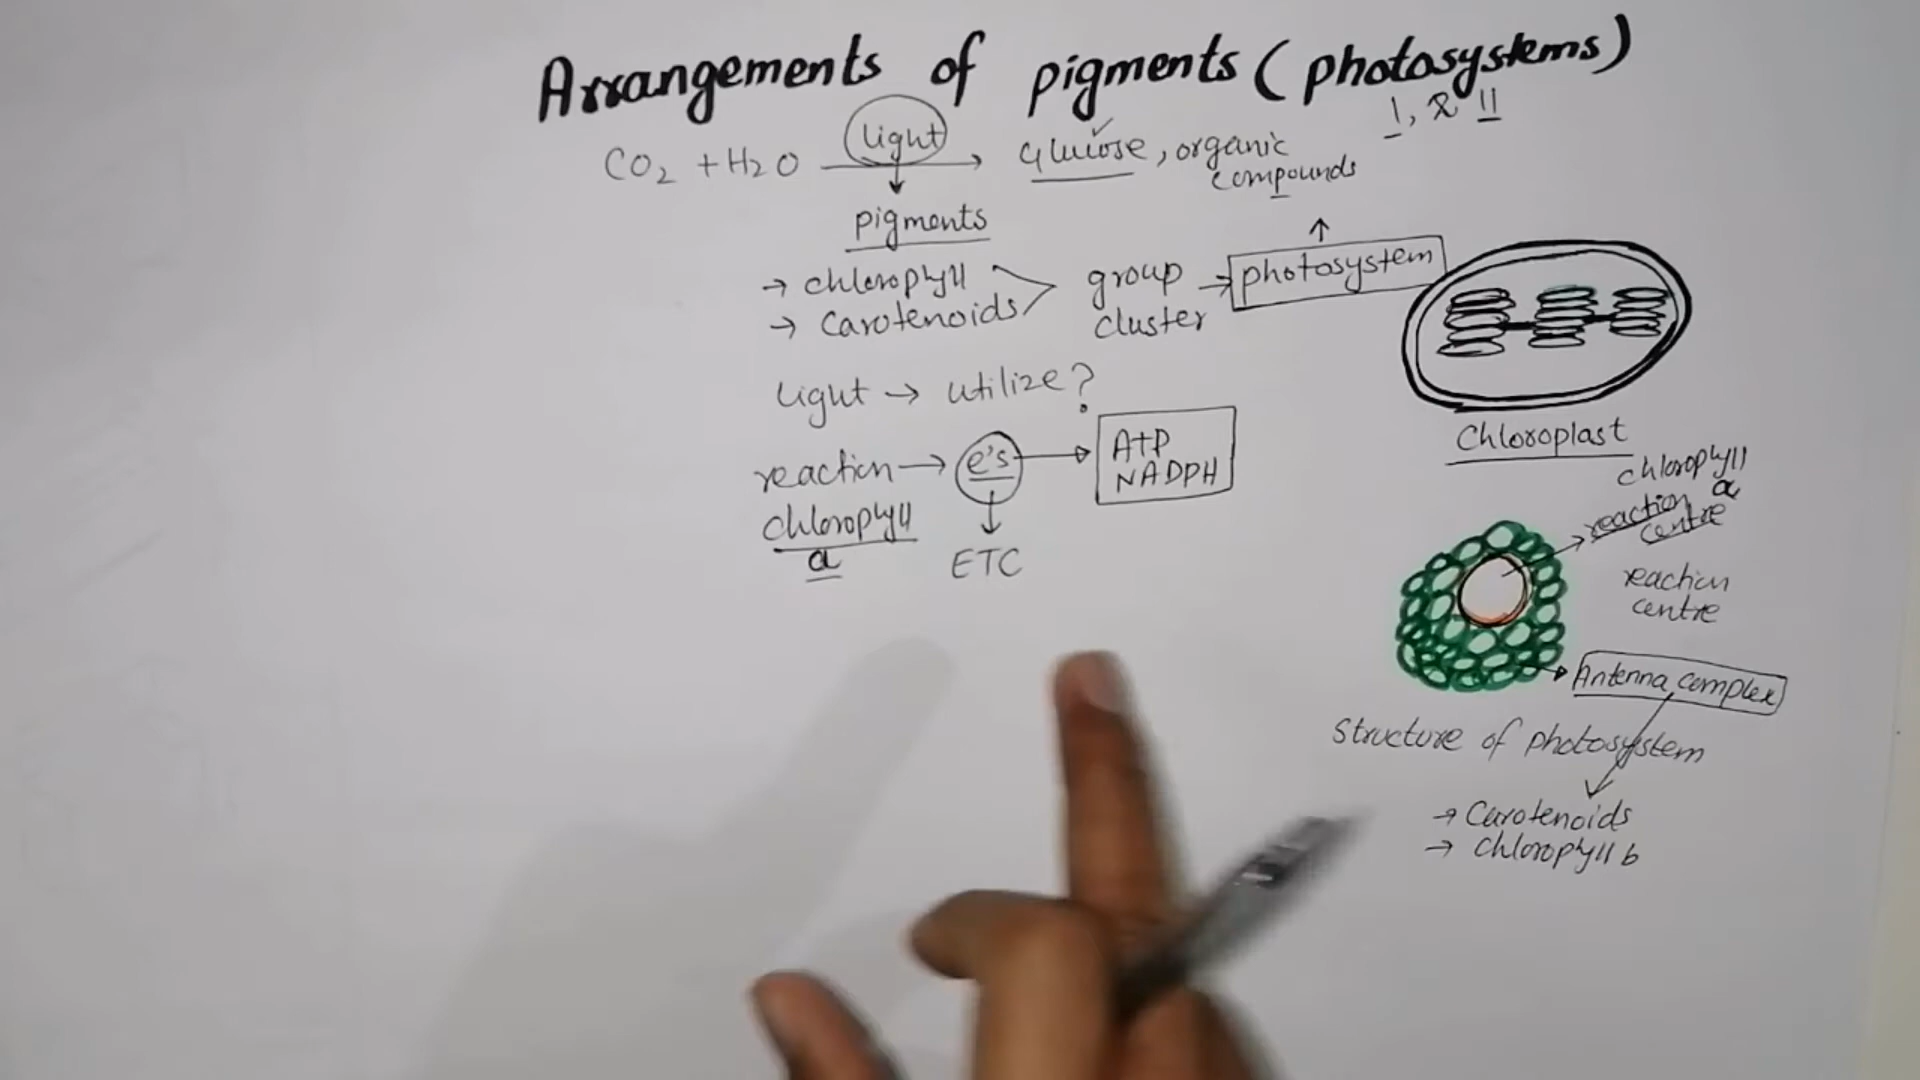 Arrangements of pigments (photosystems)
I, & II
CO2 + H2O light → Glucose, organic
compounds
pigments
→ chlorophyll
→ carotenoids
group
cluster
→ photosystem
light → utilize?
reaction → e's → ATP
NADPH
chlorophyll
a
ETC
Chloroplast
chlorophyll
a
reaction
centre
reaction
centre
Antenna complex
structure of photosystem
→ Carotenoids
→ Chlorophyll b